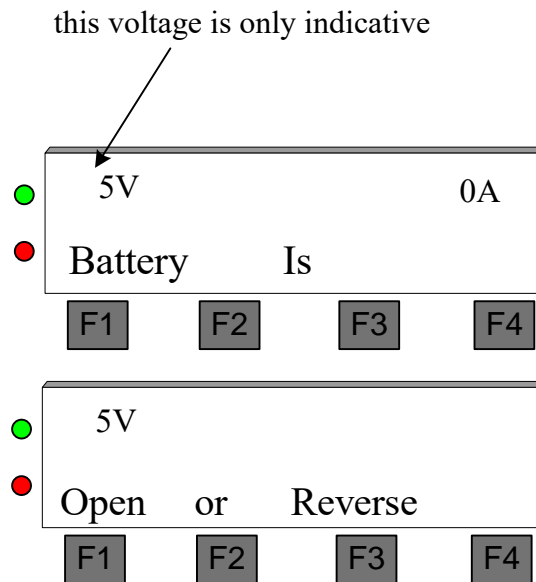 this voltage is only indicative
5V 0A
Battery Is
F1 F2 F3 F4
5V
Open or Reverse
F1 F2 F3 F4